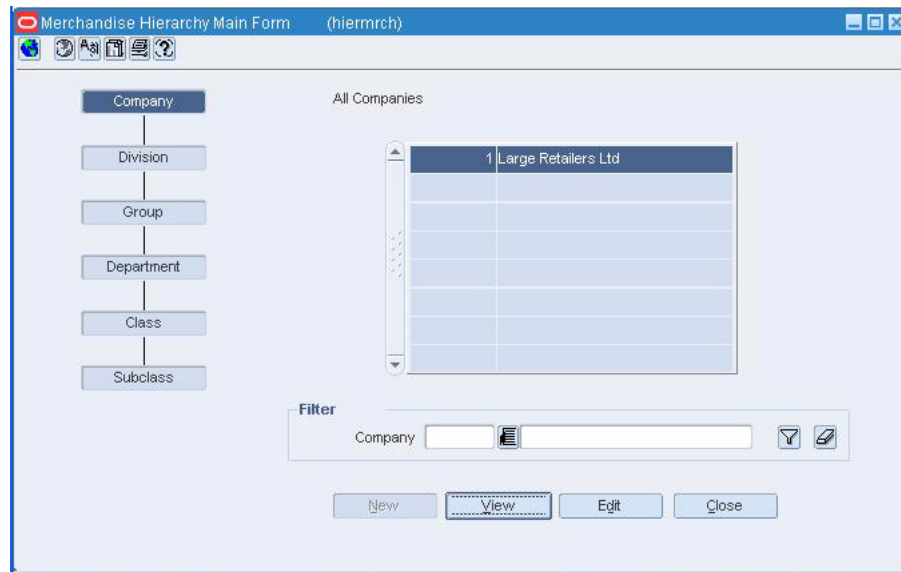 Merchandise Hierarchy Main Form (hiermrch)
Company
All Companies
Division
1 Large Retailers Ltd
Group
Department
Class
Subclass
Filter
Company
New View Edit Close